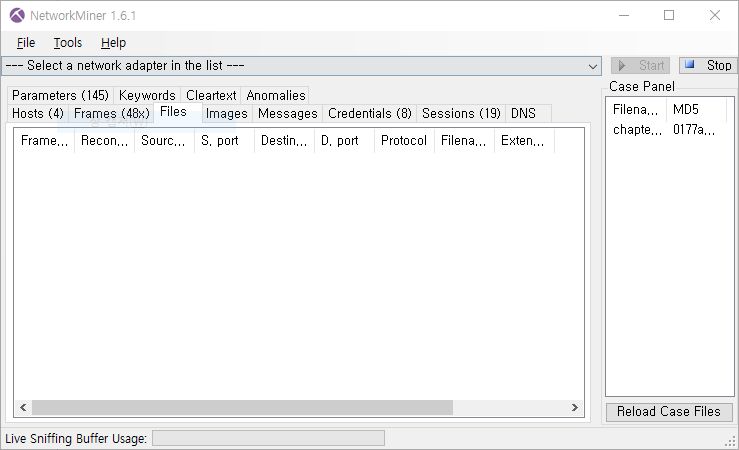 NetworkMiner 1.6.1
File Tools Help
--- Select a network adapter in the list ---
Start
Stop
Parameters (145) Keywords Cleartext Anomalies
Hosts (4) Frames (48x) Files Images Messages Credentials (8) Sessions (19) DNS
Frame... Recon... Sourc... S. port Destin... D. port Protocol Filena... Exten...
Case Panel
Filena... MD5
chapte... 0177a...
Reload Case Files
Live Sniffing Buffer Usage: